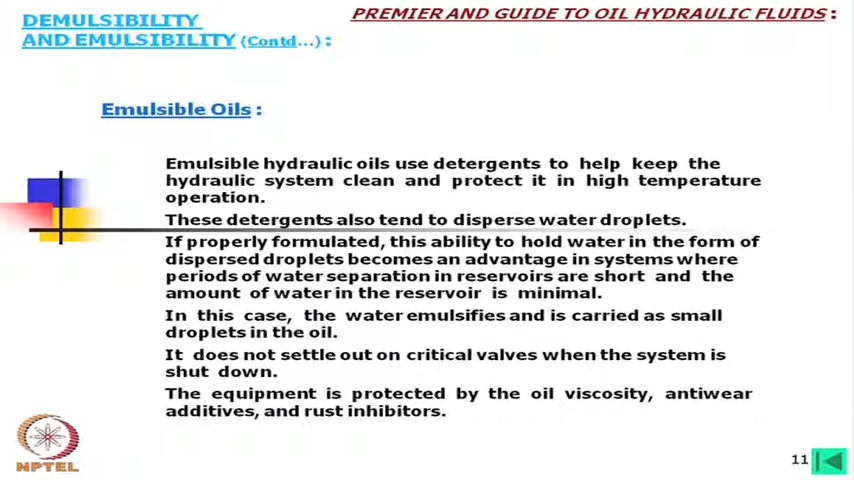 DEMULSIBILITY
AND EMULSIBILITY (Contd...) :
PREMIER AND GUIDE TO OIL HYDRAULIC FLUIDS :
Emulsible Oils :
Emulsible hydraulic oils use detergents to help keep the
hydraulic system clean and protect it in high temperature
operation.
These detergents also tend to disperse water droplets.
If properly formulated, this ability to hold water in the form of
dispersed droplets becomes an advantage in systems where
periods of water separation in reservoirs are short and the
amount of water in the reservoir is minimal.
In this case, the water emulsifies and is carried as small
droplets in the oil.
It does not settle out on critical valves when the system is
shut down.
The equipment is protected by the oil viscosity, antiwear
additives, and rust inhibitors.
NPTEL
11